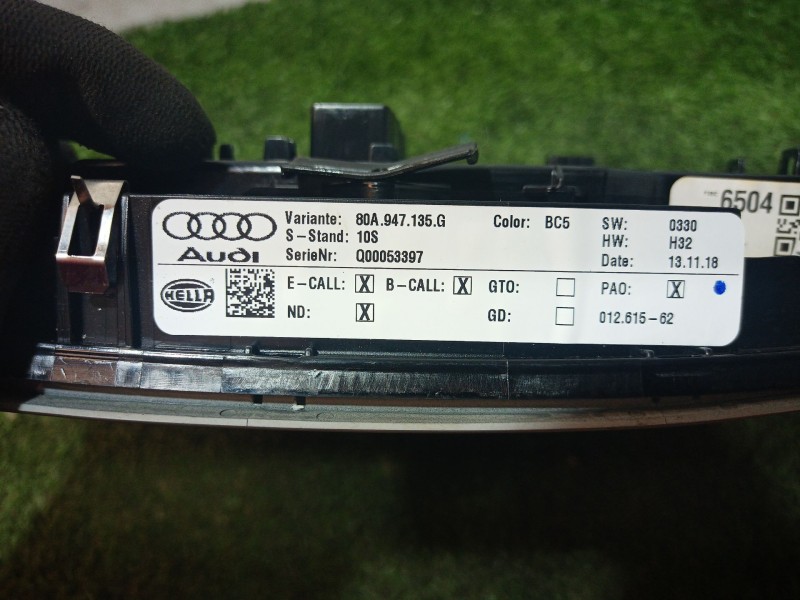 Audi
Variante: 80A.947.135.G
S-Stand: 10S
SerieNr: Q00053397
Color: BC5
SW: 0330
HW: H32
Date: 13.11.18
HELLA
E-CALL: X B-CALL: X GTO: PAO: X
ND: X GD: 012.615-62
6504